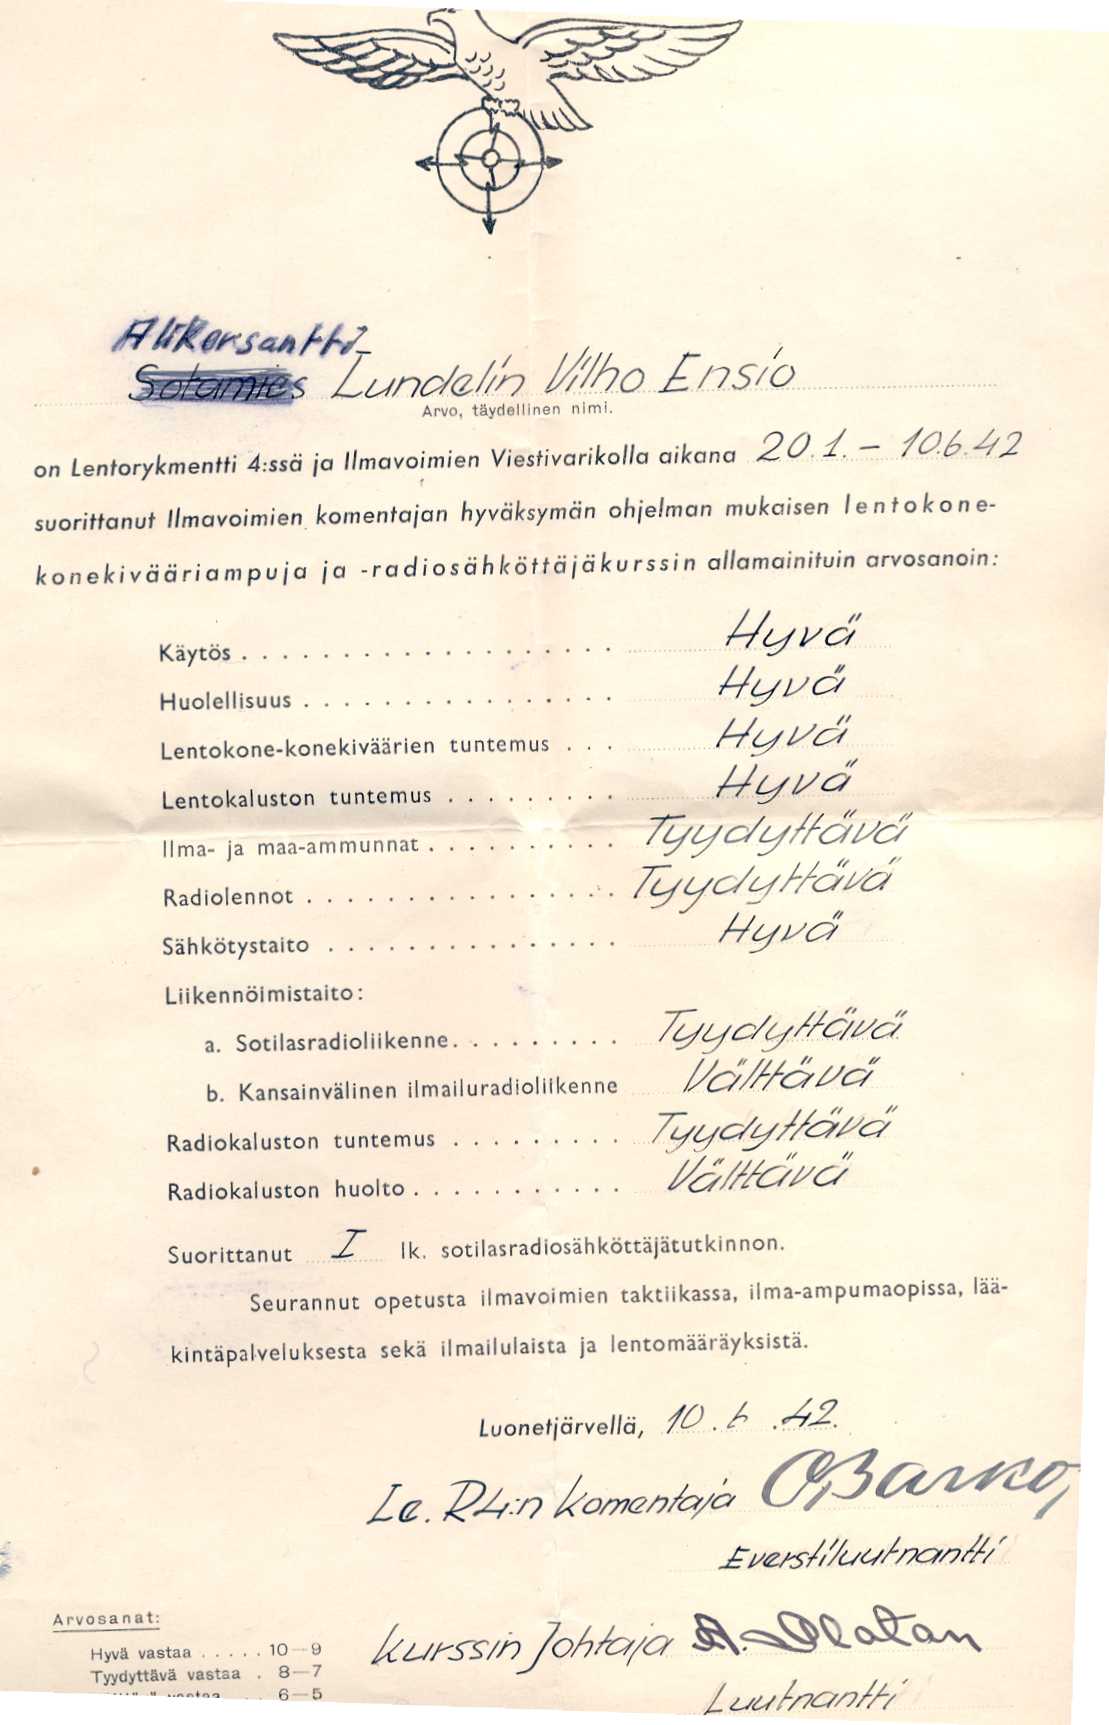 Alikersantti
Sotamies Lundelin Vilho Ensio
Arvo, täydellinen nimi.
on Lentorykmentti 4:ssä ja Ilmavoimien Viestivarikolla aikana 20.1. – 10.6.42
suorittanut Ilmavoimien komentajan hyväksymän ohjelman mukaisen lentokone-
konekivääriampuja ja -radiosähköttäjäkurssin allamainituin arvosanoin:
Käytös . . . . . . . . . . . . . . . . . . . Hyvä
Huolellisuus . . . . . . . . . . . . . . . . Hyvä
Lentokone-konekiväärien tuntemus . . . Hyvä
Lentokaluston tuntemus . . . . . . . . . Hyvä
Ilma- ja maa-ammunnat . . . . . . . . . . Tyydyttävä
Radiolennot . . . . . . . . . . . . . . . . Tyydyttävä
Sähkötystaito . . . . . . . . . . . . . . . Hyvä
Liikennöimistaito:
a. Sotilasradioliikenne. . . . . . . . . . Tyydyttävä
b. Kansainvälinen ilmailuradioliikenne Välttävä
Radiokaluston tuntemus . . . . . . . . . Tyydyttävä
Radiokaluston huolto . . . . . . . . . . . Välttävä
Suorittanut I lk. sotilasradiosähköttäjätutkinnon.
Seurannut opetusta ilmavoimien taktiikassa, ilma-ampumaopissa, lää-
kintäpalveluksesta sekä ilmailulaista ja lentomääräyksistä.
Luonetjärvellä, 10. 6 .42.
Le. R4:n komentaja O. Sarko,
Everstiluutnantti
Arvosanat:
Hyvä vastaa . . . . . 10—9
Tyydyttävä vastaa . 8—7
vastaa . . 6—5
Kurssin Johtaja A.
Luutnantti